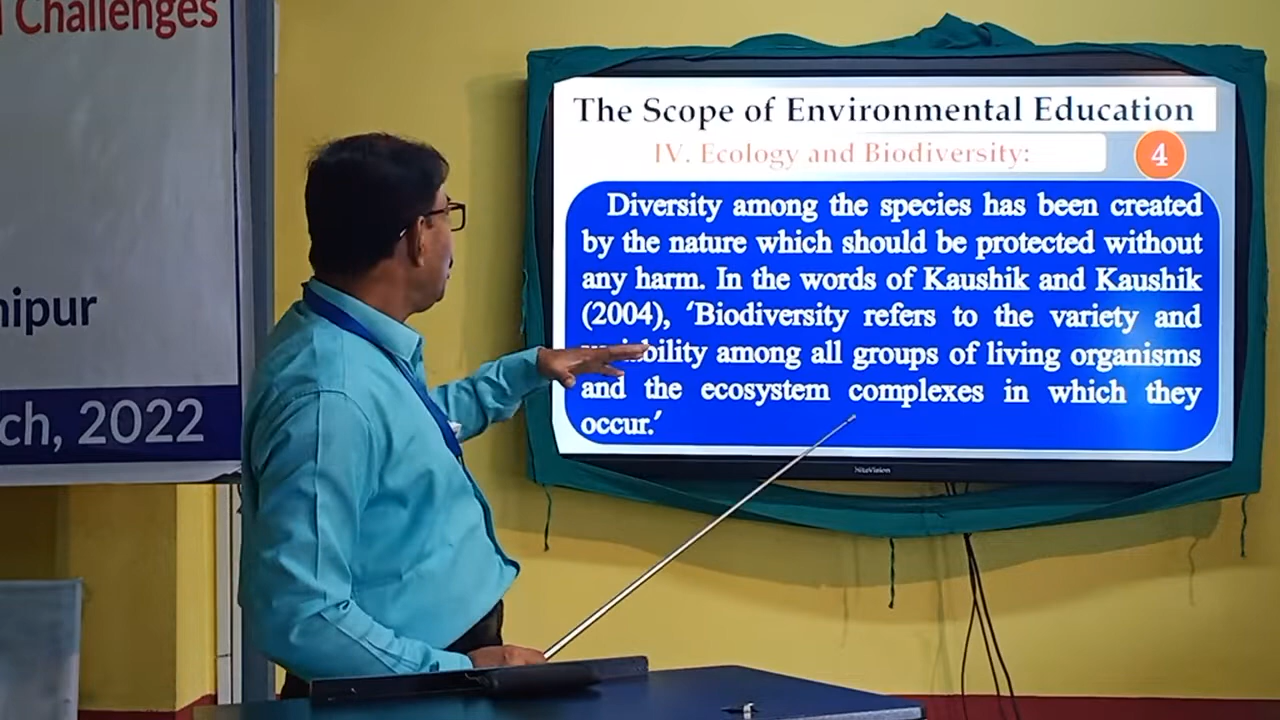 Challenges
nipur
ch, 2022
The Scope of Environmental Education
IV. Ecology and Biodiversity:
4
Diversity among the species has been created
by the nature which should be protected without
any harm. In the words of Kaushik and Kaushik
(2004), ‘Biodiversity refers to the variety and
among all groups of living organisms
and the ecosystem complexes in which they
occur.’